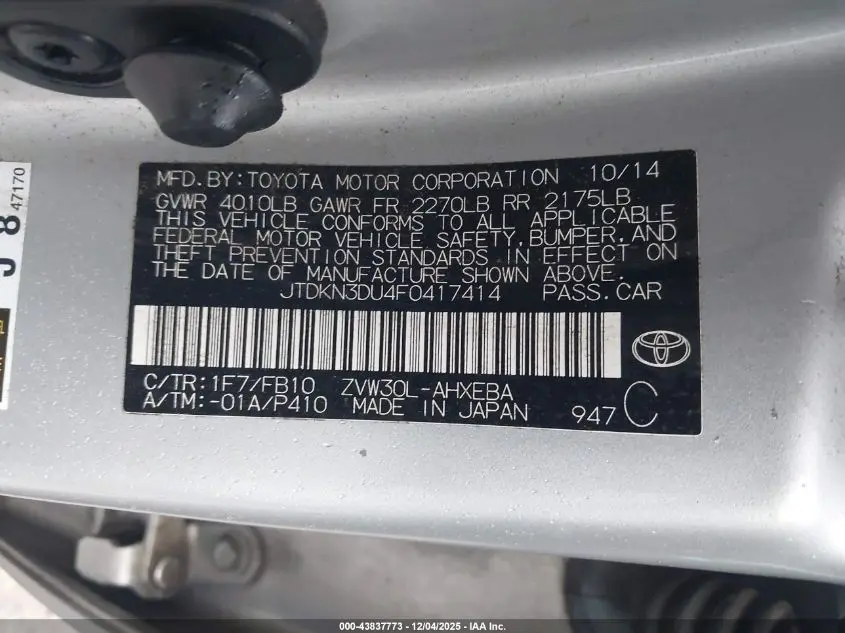 MFD. BY: TOYOTA MOTOR CORPORATION 10/14
GVWR 4010LB GAWR FR 2270LB RR 2175LB
THIS VEHICLE CONFORMS TO ALL APPLICABLE
FEDERAL MOTOR VEHICLE SAFETY, BUMPER, AND
THEFT PREVENTION STANDARDS IN EFFECT ON
THE DATE OF MANUFACTURE SHOWN ABOVE.
JTDKN3DU4F0417414 PASS. CAR
C/TR: 1F7/FB10 ZVW30L-AHXEBA
A/TM: -01A/P410 MADE IN JAPAN 947 C
47170
J 8
000-43837773 - 12/04/2025 - IAA Inc.